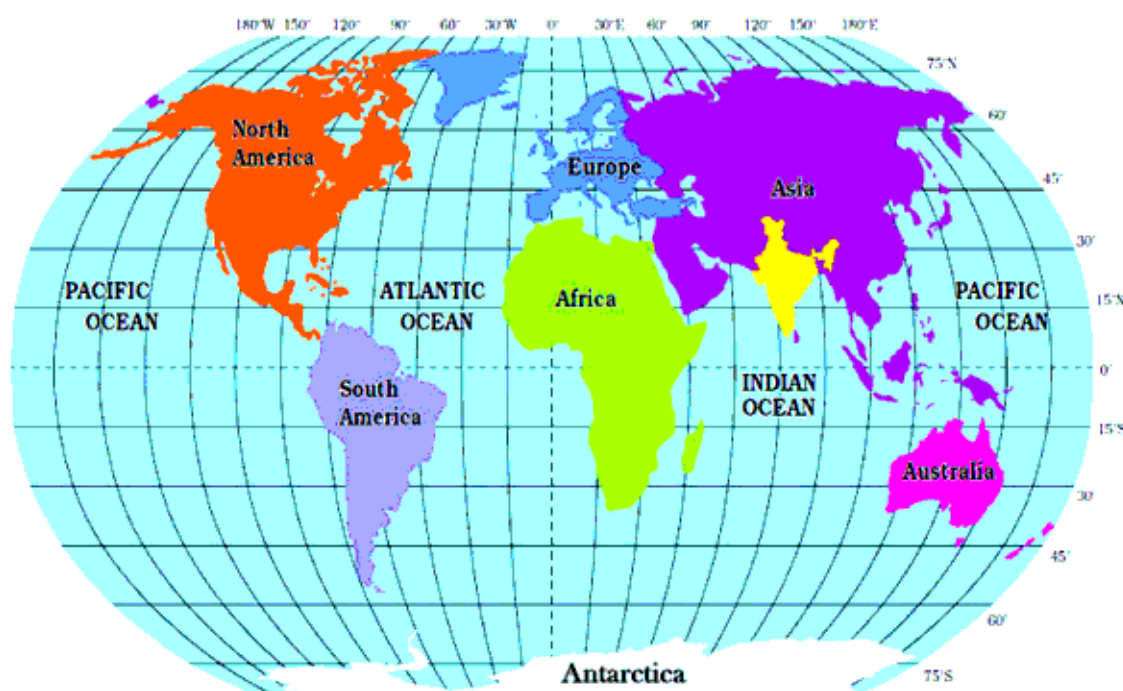 180°W 150° 120° 90° 60° 30°W 0° 30°E 60° 90° 120° 150° 180°E
75°N
60°
North
America
Europe
Asia
45°
30°
PACIFIC
OCEAN
ATLANTIC
OCEAN
Africa
PACIFIC
OCEAN
15°N
0°
South
America
INDIAN
OCEAN
15°S
Australia
30°
45°
60°
Antarctica
75°S